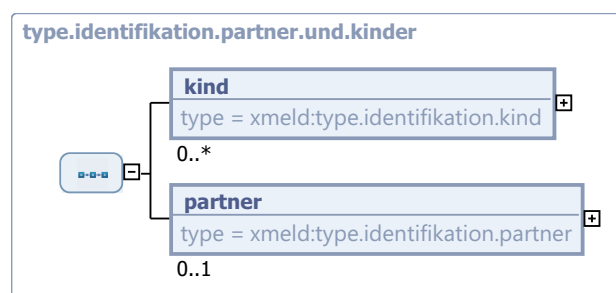 type.identifikation.partner.und.kinder
kind
type = xmeld:type.identifikation.kind
0..*
partner
type = xmeld:type.identifikation.partner
0..1